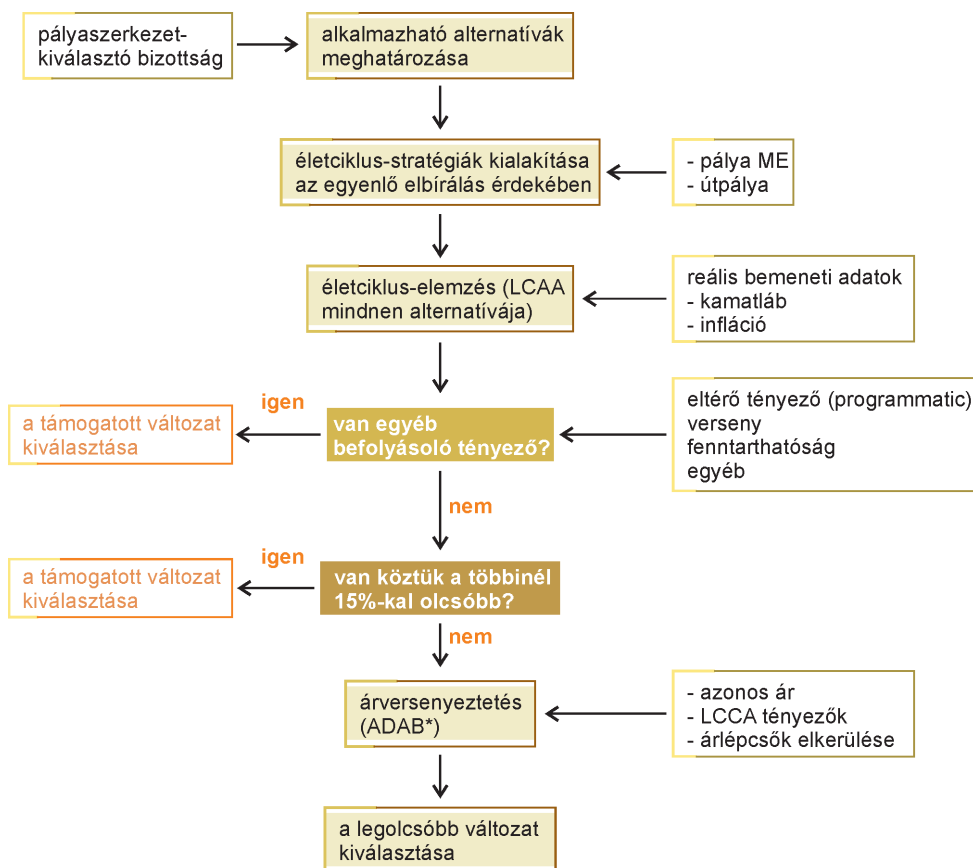 pályaszerkezet-
kiválasztó bizottság
alkalmazható alternatívák
meghatározása
életciklus-stratégiák kialakítása
az egyenlő elbírálás érdekében
- pálya ME
- útpálya
életciklus-elemzés (LCAA
mindnen alternatívája)
reális bemeneti adatok
- kamatláb
- infláció
igen
a támogatott változat
kiválasztása
van egyéb
befolyásoló tényező?
eltérő tényező (programmatic)
verseny
fenntarthatóság
egyéb
nem
igen
a támogatott változat
kiválasztása
van köztük a többinél
15%-kal olcsóbb?
nem
árversenyeztetés
(ADAB*)
- azonos ár
- LCCA tényezők
- árlépcsők elkerülése
a legolcsóbb változat
kiválasztása